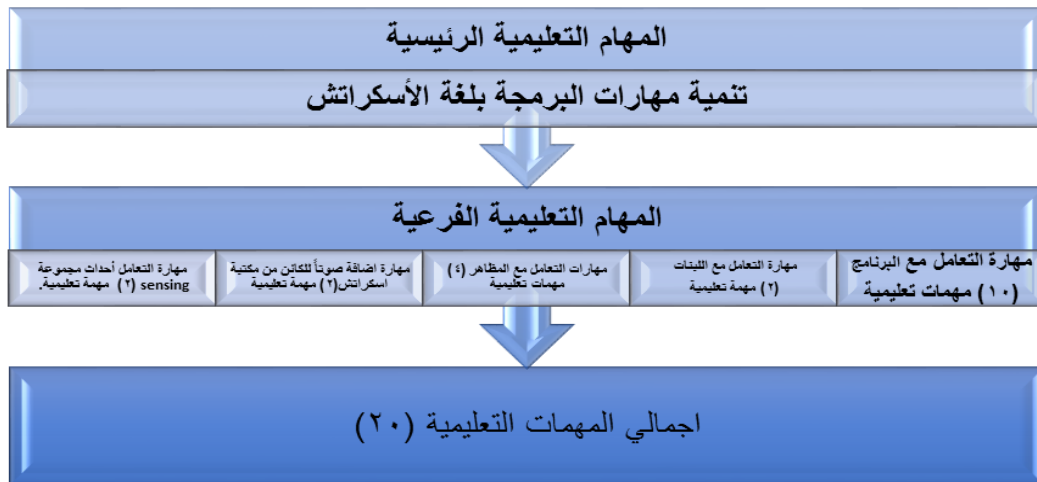 المهام التعليمية الرئيسية
تنمية مهارات البرمجة بلغة الأسكراتش
المهام التعليمية الفرعية
مهارة التعامل مع البرنامج
(١٠) مهمات تعليمية
مهارة التعامل مع اللبنات
(٢) مهمة تعليمية
مهارات التعامل مع المظاهر (٤)
مهمات تعليمية
مهارة اضافة صوتاً للكائن من مكتبة
اسكراتش(٢) مهمة تعليمية
مهارة التعامل أحداث مجموعة
sensing (٢) مهمة تعليمية.
اجمالي المهمات التعليمية (٢٠)